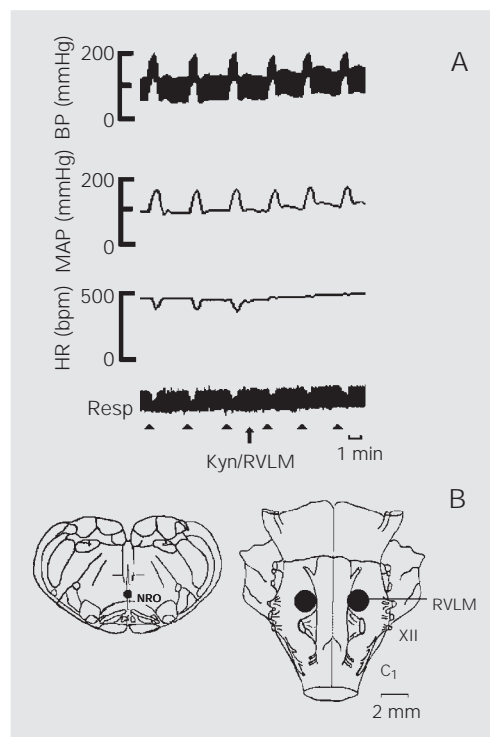 A
200
0
BP (mmHg)
200
0
MAP (mmHg)
500
0
HR (bpm)
Resp
Kyn/RVLM
1 min
B
NRO
RVLM
XII
C1
2 mm